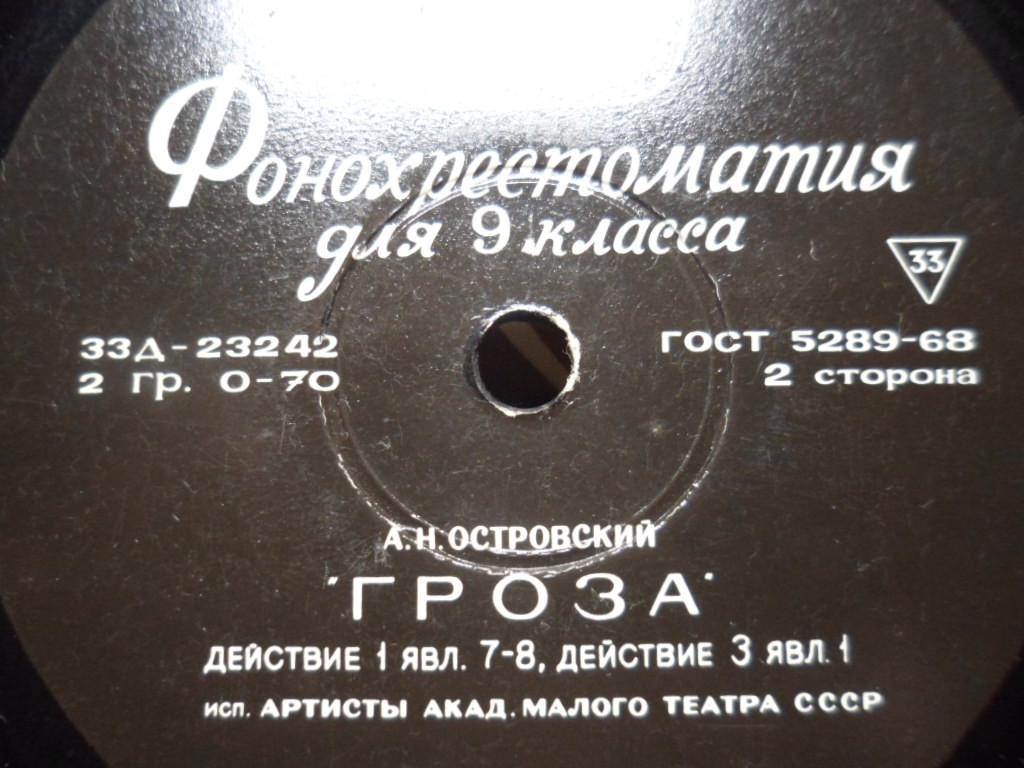 Фонохрестоматия
для 9 класса
33
33Д-23242
2 Гр. 0-70
ГОСТ 5289-68
2 сторона
А.Н.ОСТРОВСКИЙ
"ГРОЗА"
ДЕЙСТВИЕ 1 ЯВЛ. 7-8, ДЕЙСТВИЕ 3 ЯВЛ.1
исп. АРТИСТЫ АКАД.МАЛОГО ТЕАТРА СССР